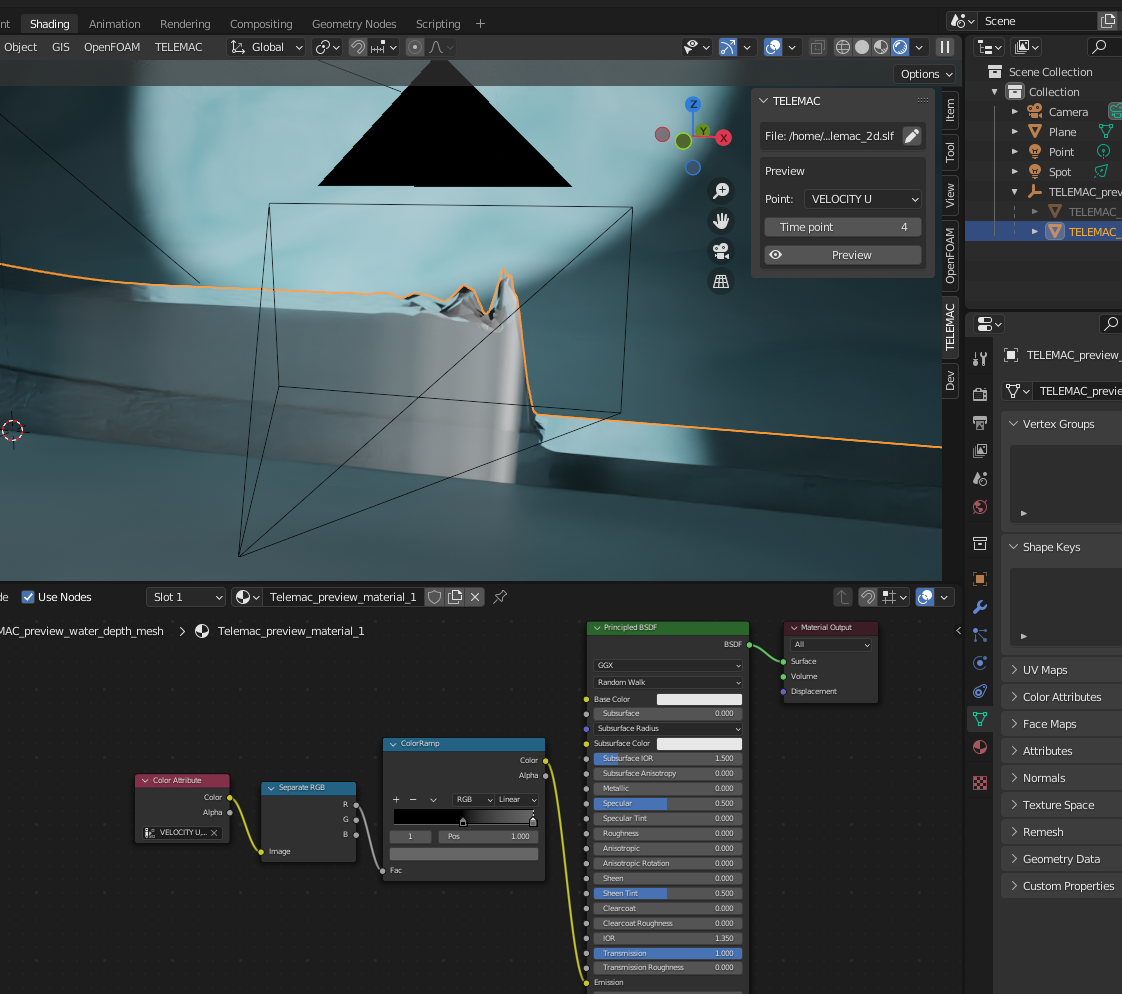 nt Shading Animation Rendering Compositing Geometry Nodes Scripting +
Scene
Object GIS OpenFOAM TELEMAC Global
Options
TELEMAC
File: /home/...lemac_2d.slf
Preview
Point: VELOCITY U
Time point 4
Preview
Z
Y
X
Item
Tool
View
OpenFOAM
TELEMAC
Dev
Scene Collection
Collection
Camera
Plane
Point
Spot
TELEMAC_prev
TELEMAC_
TELEMAC_
TELEMAC_preview_
TELEMAC_previe
Vertex Groups
Shape Keys
UV Maps
Color Attributes
Face Maps
Attributes
Normals
Texture Space
Remesh
Geometry Data
Custom Properties
de Use Nodes Slot 1 Telemac_preview_material_1
MAC_preview_water_depth_mesh Telemac_preview_material_1
Color Attribute
Color
Alpha
VELOCITY U,...
Separate RGB
R
G
B
Image
ColorRamp
Color
Alpha
RGB Linear
1 Pos 1.000
Fac
Principled BSDF
BSDF
GGX
Random Walk
Base Color
Subsurface 0.000
Subsurface Radius
Subsurface Color
Subsurface IOR 1.500
Subsurface Anisotropy 0.000
Metallic 0.000
Specular 0.500
Specular Tint 0.000
Roughness 0.000
Anisotropic 0.000
Anisotropic Rotation 0.000
Sheen 0.000
Sheen Tint 0.500
Clearcoat 0.000
Clearcoat Roughness 0.000
IOR 1.350
Transmission 1.000
Transmission Roughness 0.000
Emission
Material Output
All
Surface
Volume
Displacement